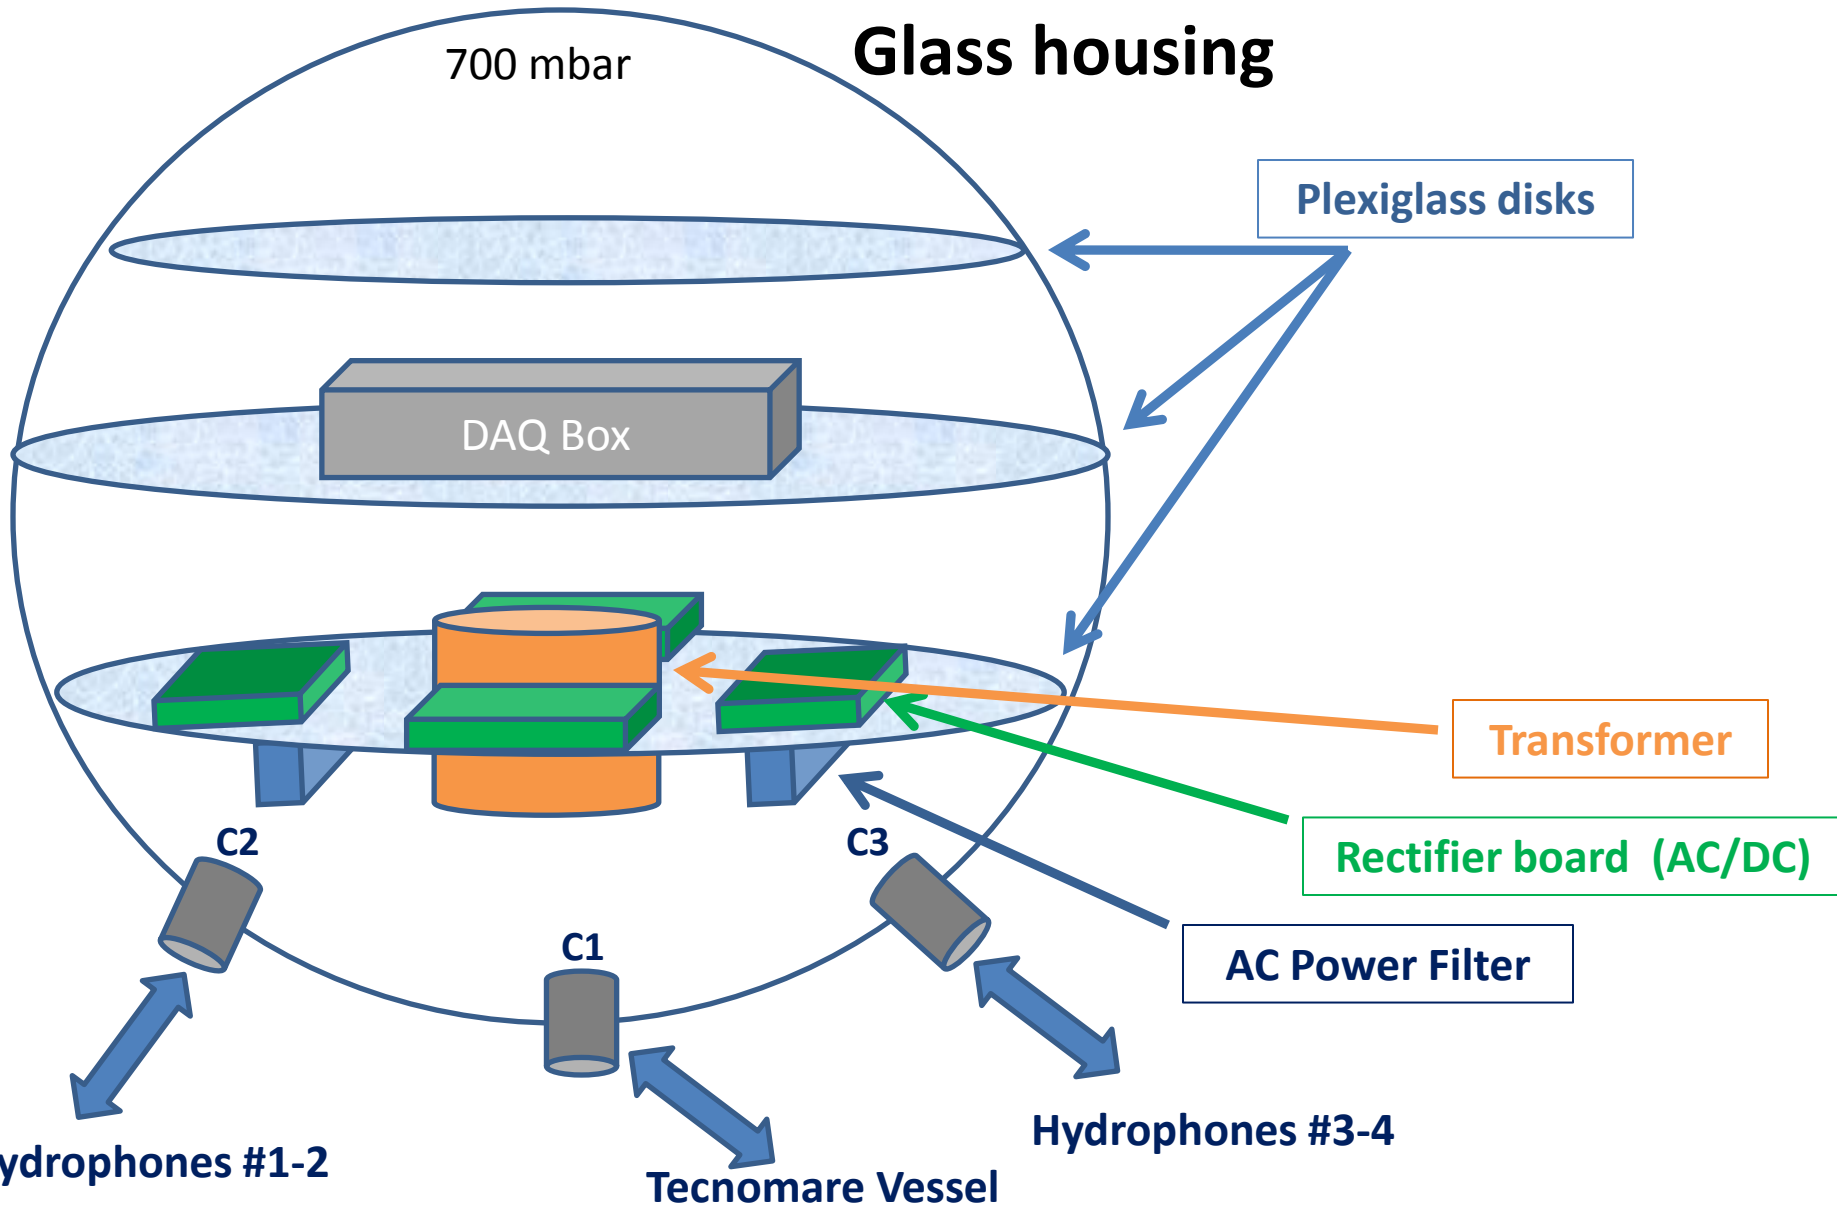 Glass housing
700 mbar
Plexiglass disks
DAQ Box
Transformer
C2
C3
Rectifier board (AC/DC)
C1
AC Power Filter
Hydrophones #3-4
ydrophones #1-2
Tecnomare Vessel